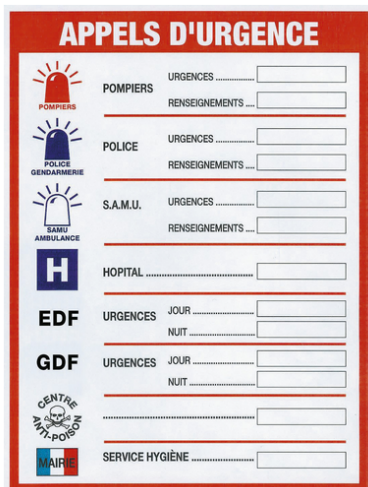 APPELS D'URGENCE
POMPIERS
POMPIERS
URGENCES ................
RENSEIGNEMENTS ....
POLICE
GENDARMERIE
POLICE
URGENCES ................
RENSEIGNEMENTS ....
SAMU
AMBULANCE
S.A.M.U.
URGENCES ................
RENSEIGNEMENTS ....
H
HOPITAL ............................................
EDF
URGENCES
JOUR ............................
NUIT .............................
GDF
URGENCES
JOUR ............................
NUIT .............................
CENTRE
ANTI-POISON
............................................................
MAIRIE
SERVICE HYGIÈNE ...........................